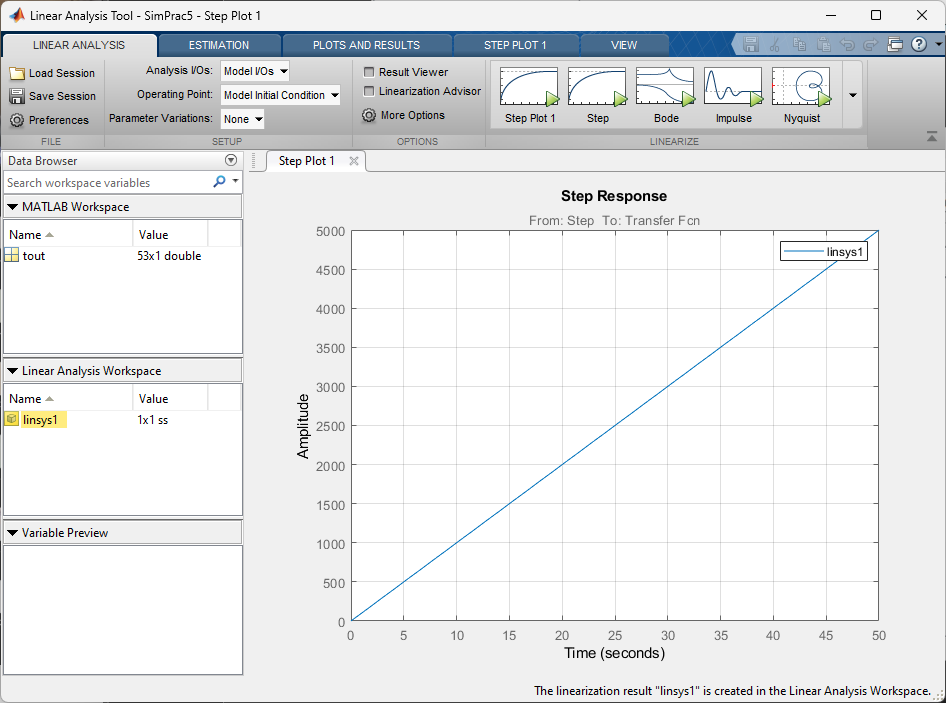 Linear Analysis Tool - SimPrac5 - Step Plot 1
LINEAR ANALYSIS ESTIMATION PLOTS AND RESULTS STEP PLOT 1 VIEW
Load Session
Save Session
Preferences
FILE
Analysis I/Os: Model I/Os
Operating Point: Model Initial Condition
Parameter Variations: None
SETUP
Result Viewer
Linearization Advisor
More Options
OPTIONS
Step Plot 1 Step Bode Impulse Nyquist
LINEARIZE
Data Browser
Search workspace variables
MATLAB Workspace
Name Value
tout 53x1 double
Linear Analysis Workspace
Name Value
linsys1 1x1 ss
Variable Preview
Step Plot 1
Step Response
From: Step To: Transfer Fcn
linsys1
Amplitude
5000
4500
4000
3500
3000
2500
2000
1500
1000
500
0
0 5 10 15 20 25 30 35 40 45 50
Time (seconds)
The linearization result "linsys1" is created in the Linear Analysis Workspace.